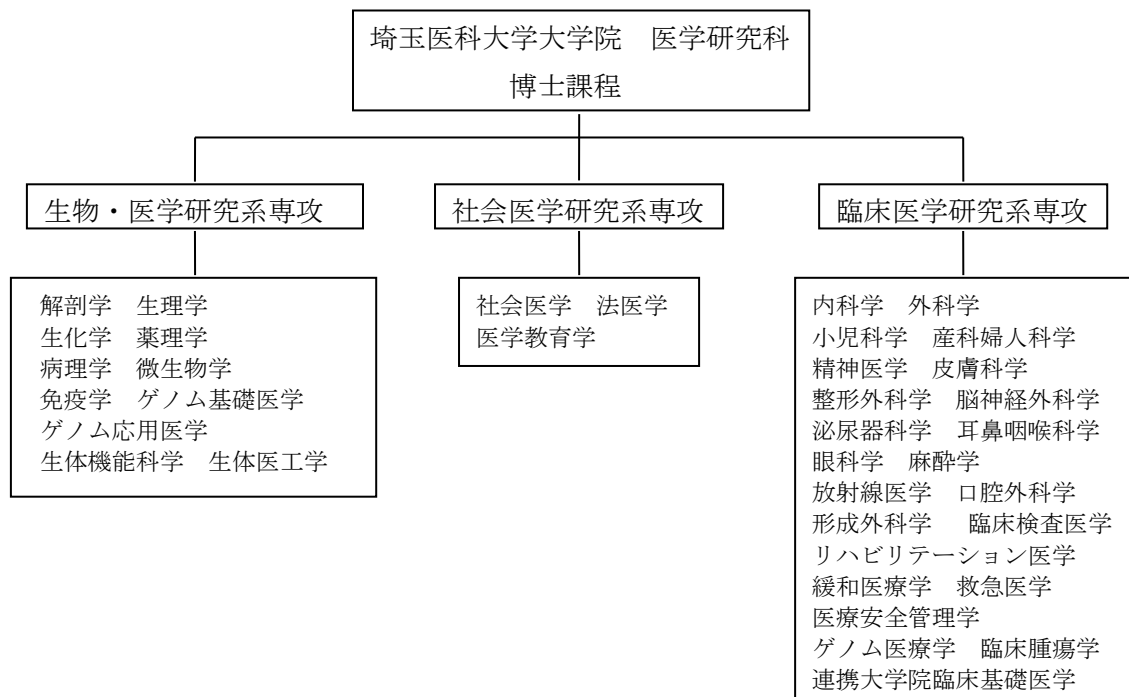 埼玉医科大学大学院　医学研究科
博士課程
生物・医学研究系専攻
解剖学　生理学
生化学　薬理学
病理学　微生物学
免疫学　ゲノム基礎医学
ゲノム応用医学
生体機能科学　生体医工学
社会医学研究系専攻
社会医学　法医学
医学教育学
臨床医学研究系専攻
内科学　外科学
小児科学　産科婦人科学
精神医学　皮膚科学
整形外科学　脳神経外科学
泌尿器科学　耳鼻咽喉科学
眼科学　麻酔学
放射線医学　口腔外科学
形成外科学　臨床検査医学
リハビリテーション医学
緩和医療学　救急医学
医療安全管理学
ゲノム医療学　臨床腫瘍学
連携大学院臨床基礎医学